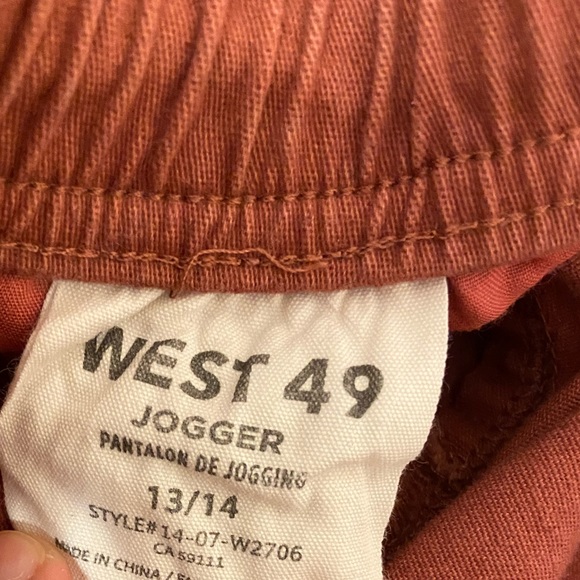 WEST 49
JOGGER
PANTALON DE JOGGING
13/14
STYLE# 14-07-W2706
CA 59111
MADE IN CHINA /